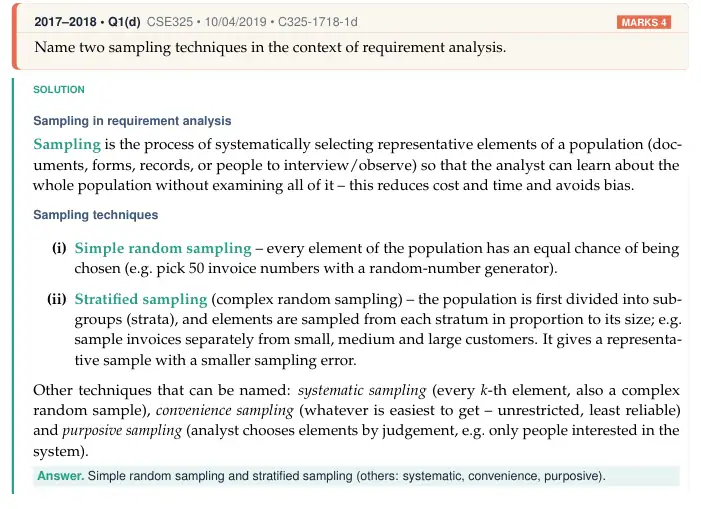 2017–2018 • Q1(d) CSE325 • 10/04/2019 • C325-1718-1d MARKS 4
Name two sampling techniques in the context of requirement analysis.
SOLUTION
Sampling in requirement analysis
Sampling is the process of systematically selecting representative elements of a population (doc-
uments, forms, records, or people to interview/observe) so that the analyst can learn about the
whole population without examining all of it – this reduces cost and time and avoids bias.
Sampling techniques
(i) Simple random sampling – every element of the population has an equal chance of being
chosen (e.g. pick 50 invoice numbers with a random-number generator).
(ii) Stratified sampling (complex random sampling) – the population is first divided into sub-
groups (strata), and elements are sampled from each stratum in proportion to its size; e.g.
sample invoices separately from small, medium and large customers. It gives a representa-
tive sample with a smaller sampling error.
Other techniques that can be named: systematic sampling (every k-th element, also a complex
random sample), convenience sampling (whatever is easiest to get – unrestricted, least reliable)
and purposive sampling (analyst chooses elements by judgement, e.g. only people interested in the
system).
Answer. Simple random sampling and stratified sampling (others: systematic, convenience, purposive).